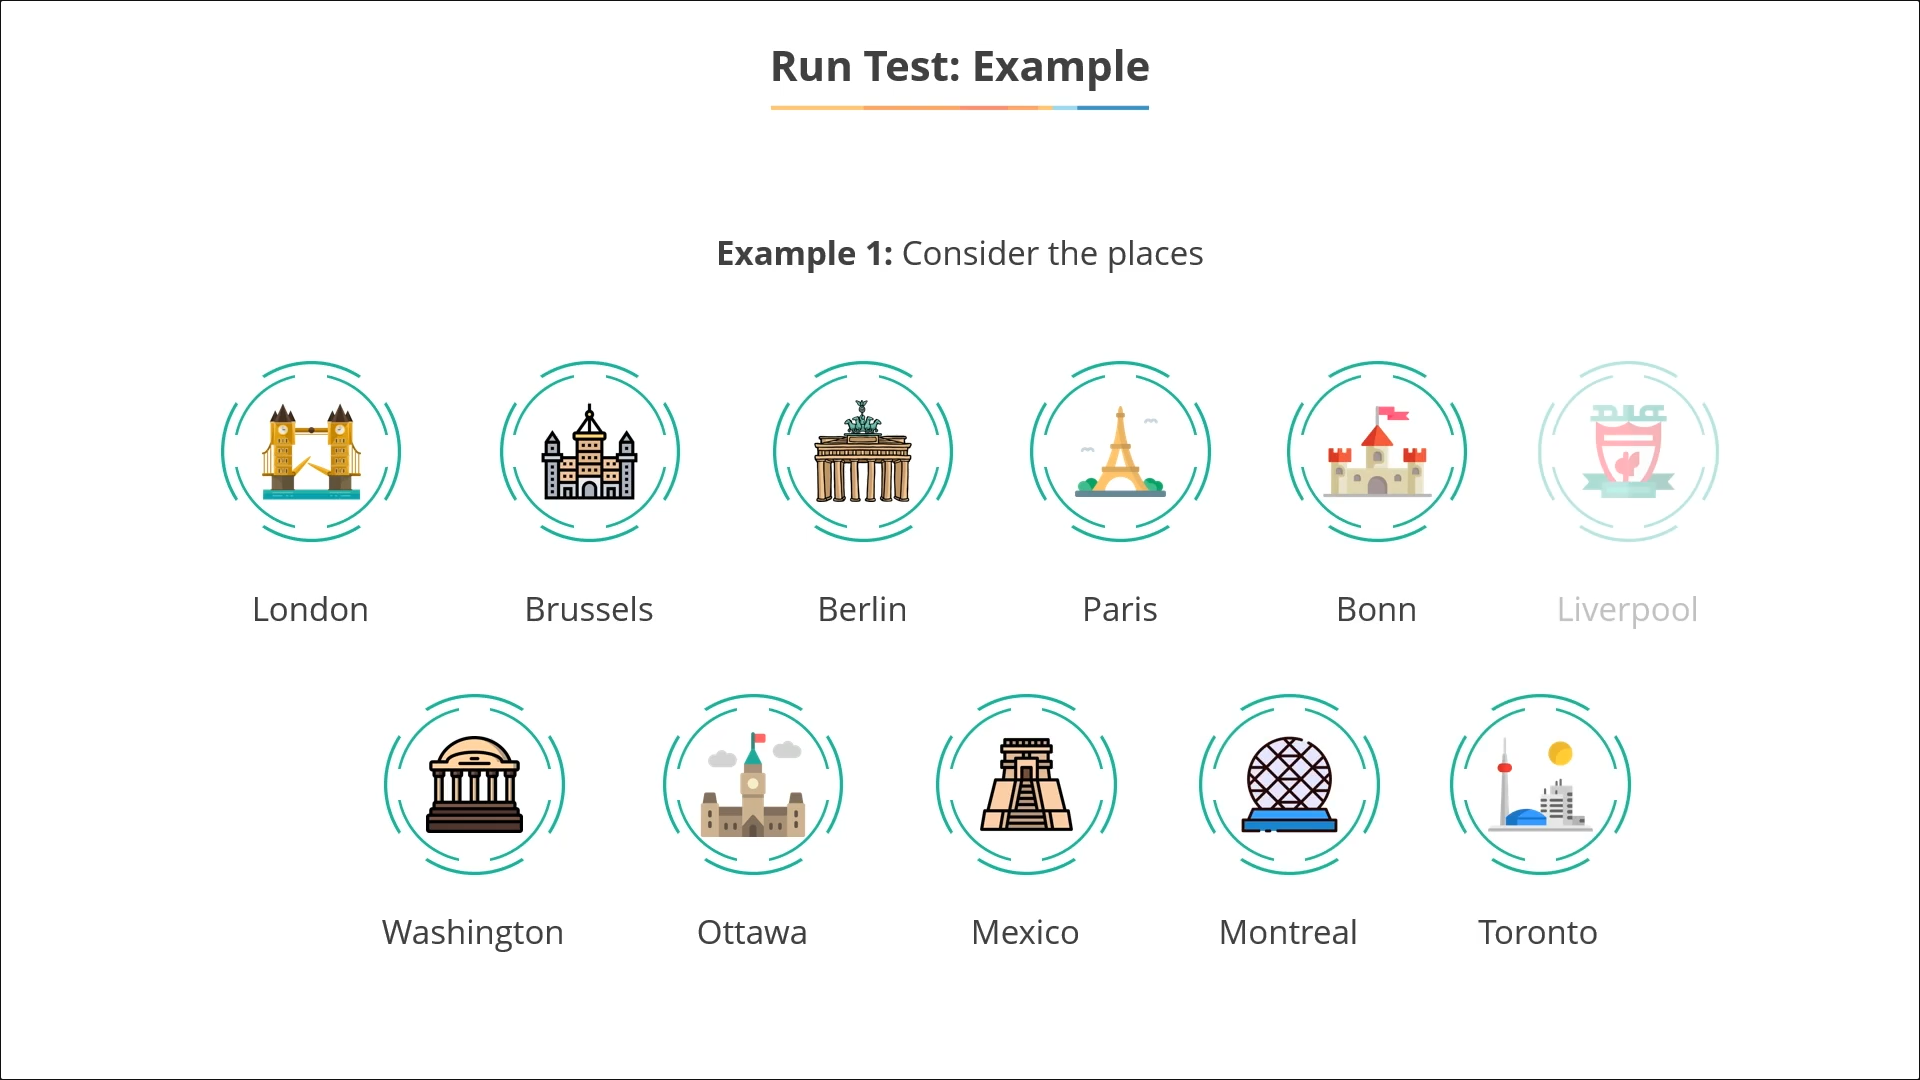 Run Test: Example
Example 1: Consider the places
London Brussels Berlin Paris Bonn Liverpool
Washington Ottawa Mexico Montreal Toronto